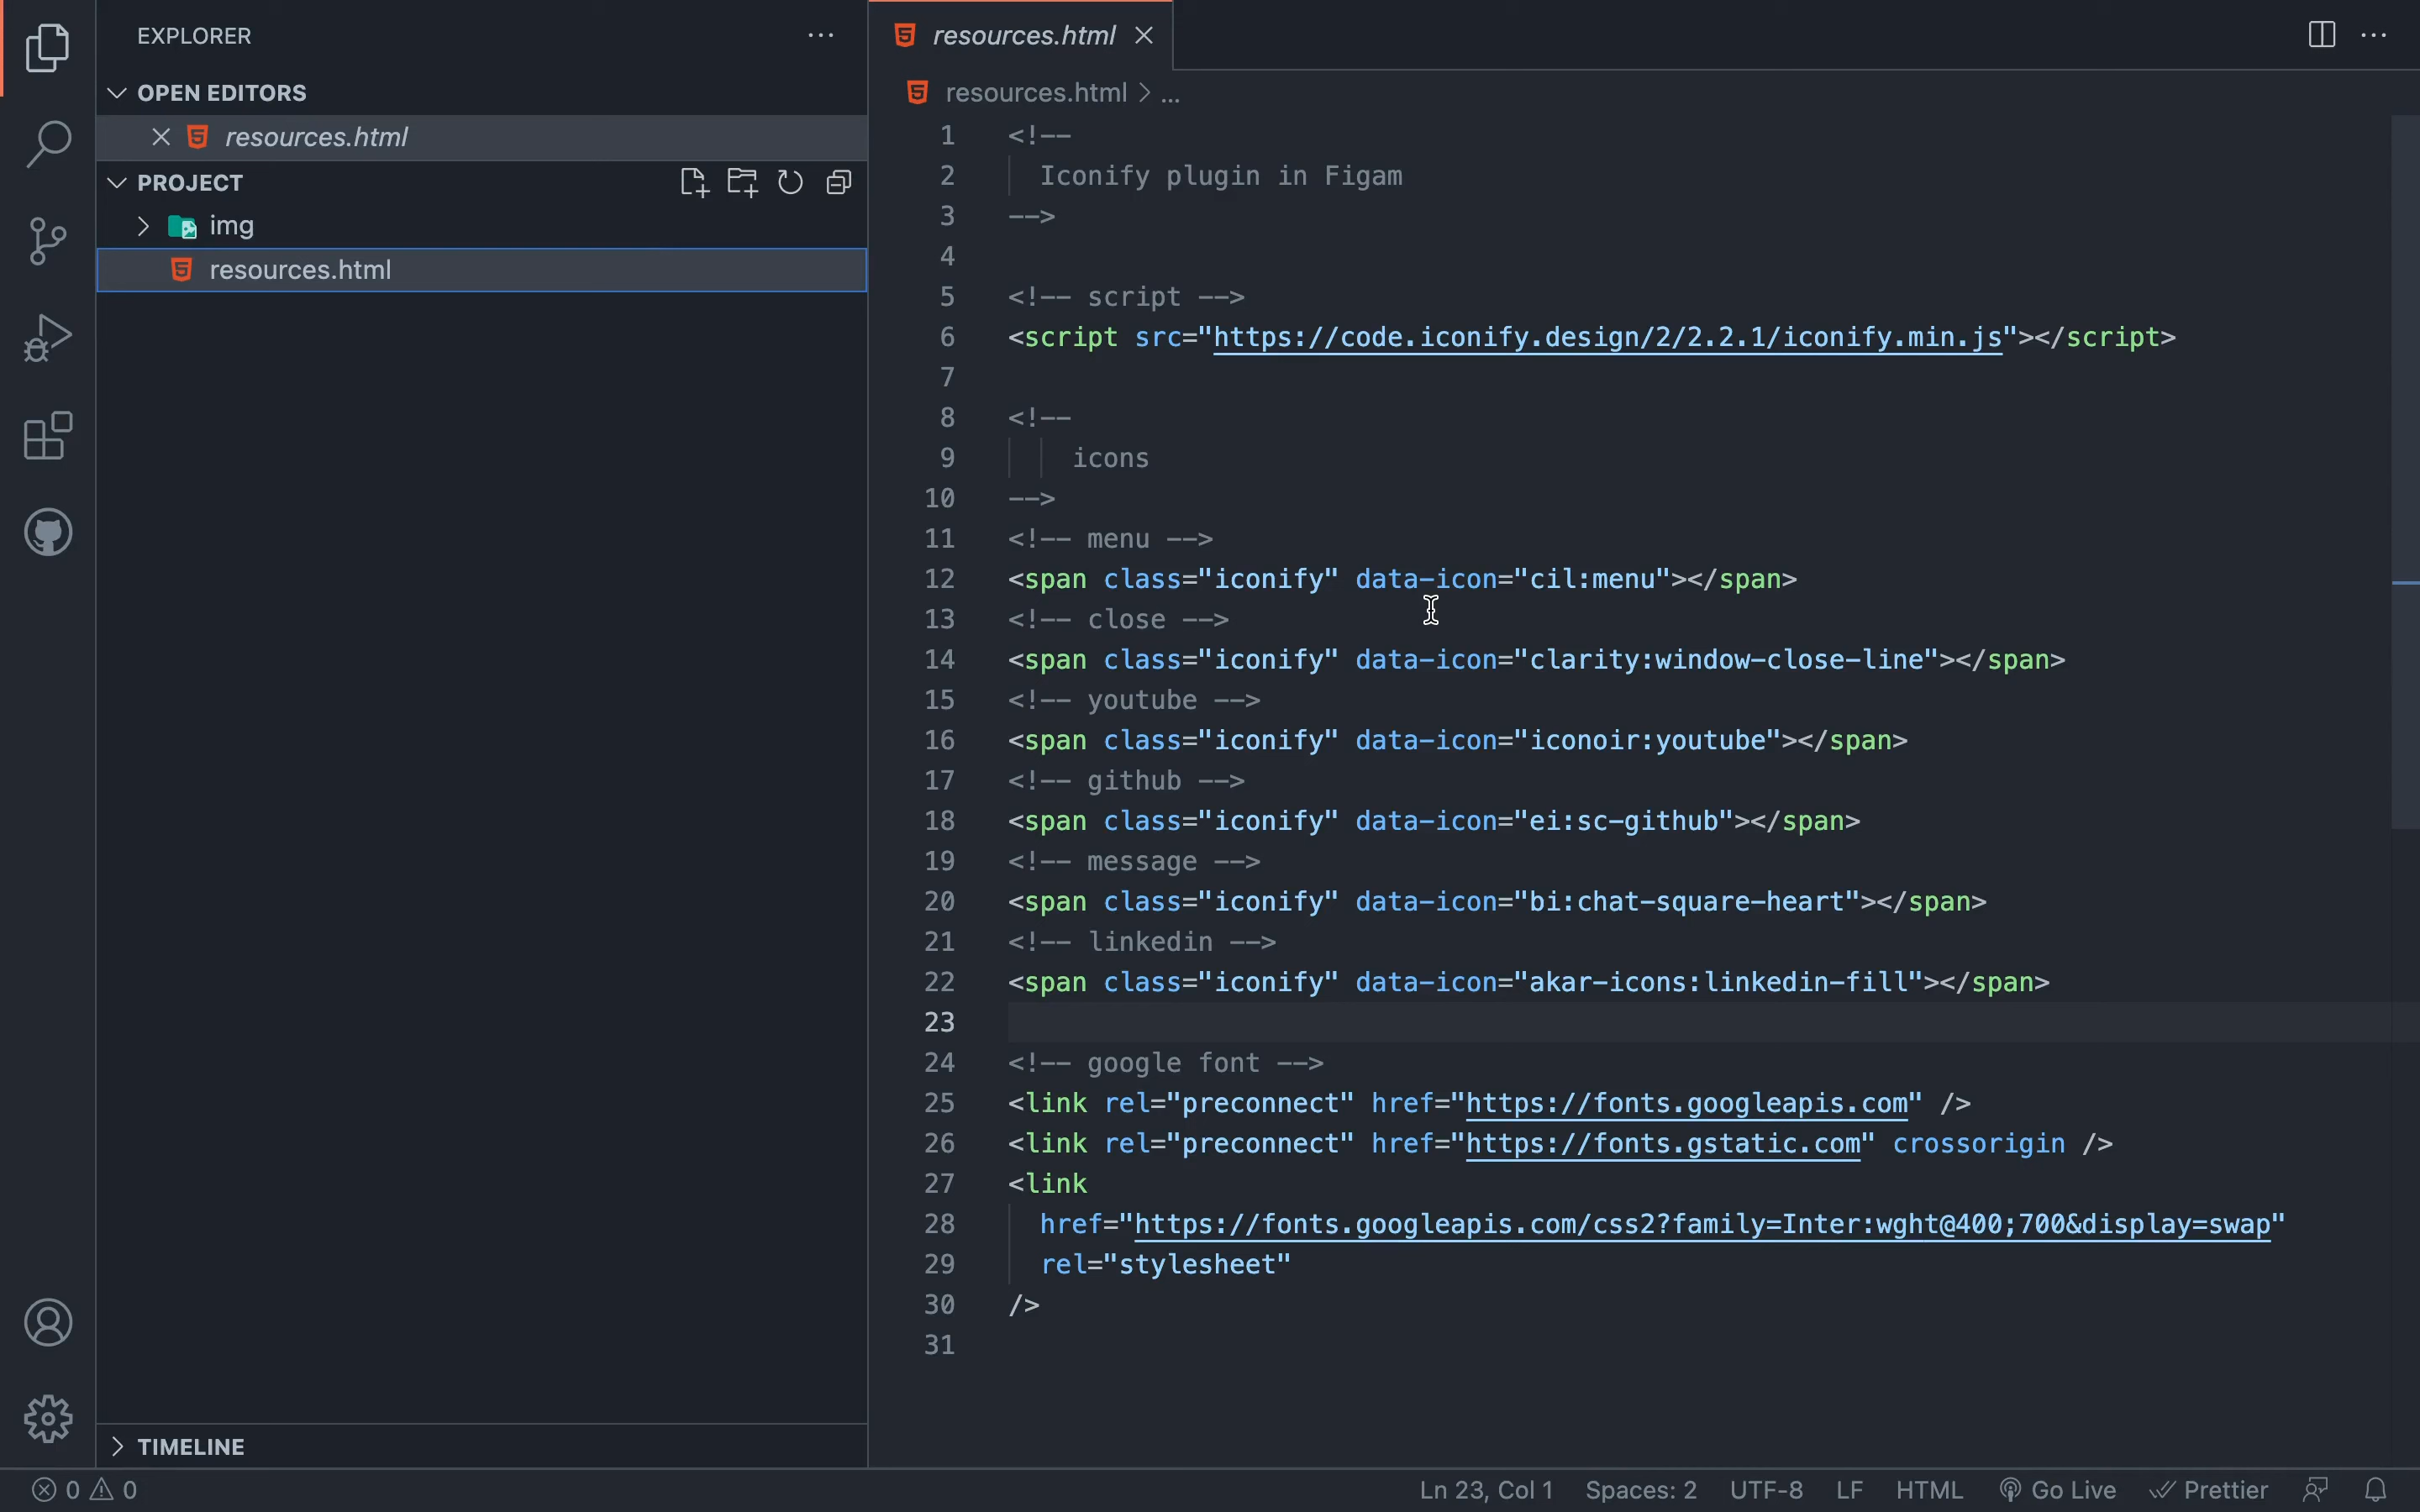 EXPLORER
OPEN EDITORS
resources.html
PROJECT
img
resources.html
TIMELINE
resources.html
resources.html > ...
1 <!--
2 Iconify plugin in Figam
3 -->
4
5 <!-- script -->
6 <script src="https://code.iconify.design/2/2.2.1/iconify.min.js"></script>
7
8 <!--
9 icons
10 -->
11 <!-- menu -->
12 <span class="iconify" data-icon="cil:menu"></span>
13 <!-- close -->
14 <span class="iconify" data-icon="clarity:window-close-line"></span>
15 <!-- youtube -->
16 <span class="iconify" data-icon="iconoir:youtube"></span>
17 <!-- github -->
18 <span class="iconify" data-icon="ei:sc-github"></span>
19 <!-- message -->
20 <span class="iconify" data-icon="bi:chat-square-heart"></span>
21 <!-- linkedin -->
22 <span class="iconify" data-icon="akar-icons:linkedin-fill"></span>
23
24 <!-- google font -->
25 <link rel="preconnect" href="https://fonts.googleapis.com" />
26 <link rel="preconnect" href="https://fonts.gstatic.com" crossorigin />
27 <link
28 href="https://fonts.googleapis.com/css2?family=Inter:wght@400;700&display=swap"
29 rel="stylesheet"
30 />
31
0 0 Ln 23, Col 1 Spaces: 2 UTF-8 LF HTML Go Live Prettier